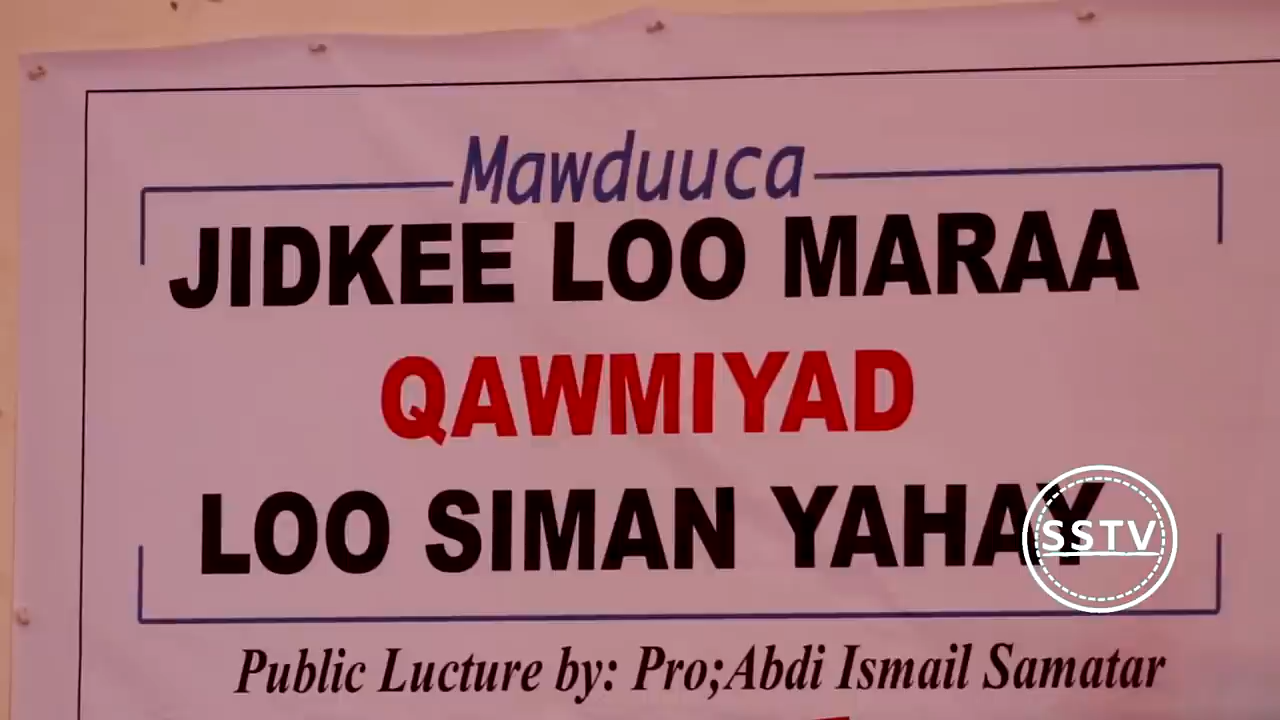 Mawduuca
JIDKEE LOO MARAA
QAWMIYAD
LOO SIMAN YAHAY
SSTV
Public Lucture by: Pro;Abdi Ismail Samatar